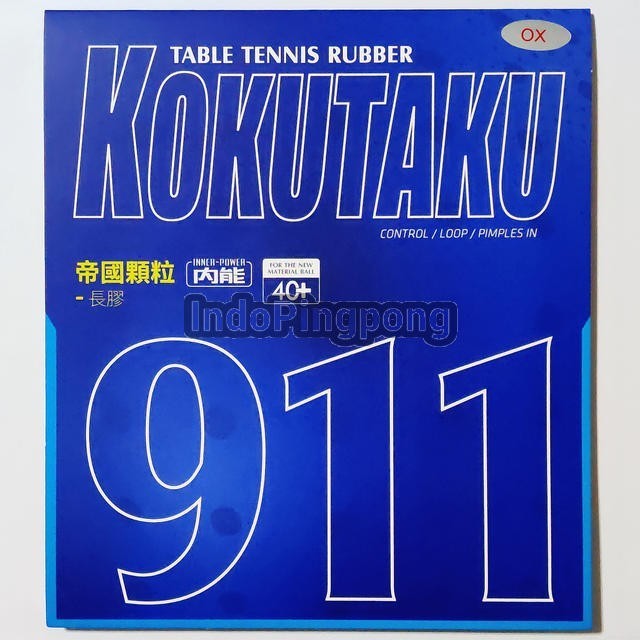 OX
TABLE TENNIS RUBBER
KOKUTAKU
CONTROL / LOOP / PIMPLES IN
帝國顆粒
- 長膠
INNER-POWER
內能
FOR THE NEW
MATERIAL BALL
40+
IndoPingpong
911